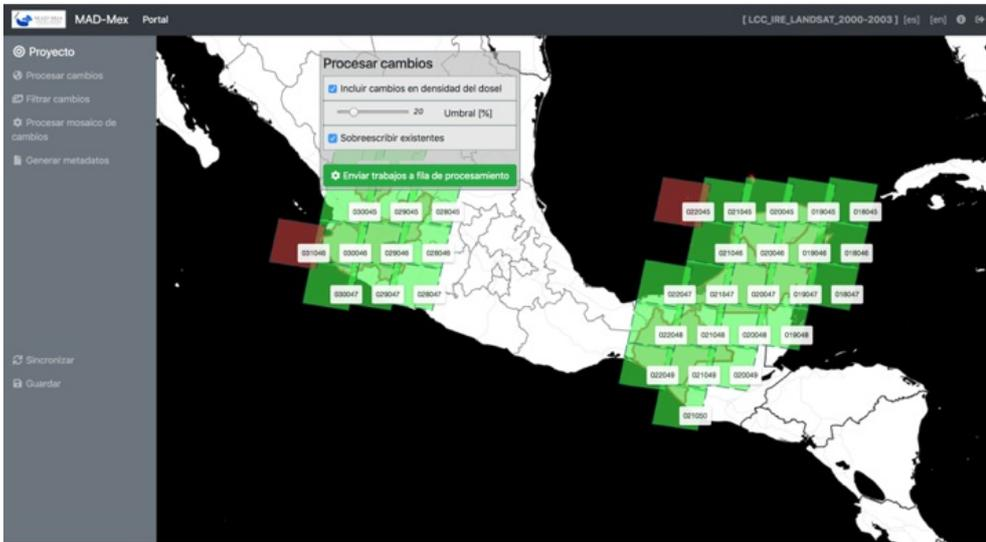 MAD-Mex Portal
[ LCC_IRE_LANDSAT_2000-2003 ] [es] [en]
Proyecto
Procesar cambios
Filtrar cambios
Procesar mosaico de
cambios
Generar metadatos
Sincronizar
Guardar
Procesar cambios
Incluir cambios en densidad del dosel
20 Umbral [%]
Sobreescribir existentes
Enviar trabajos a fila de procesamiento
030045 029045 028045
031046 030046 029046 028046
030047 029047 028047
022045 021045 020045 019045 018045
021046 020046 019046 018046
022047 021047 020047 019047 018047
022048 021048 020048 019048
022049 021049 020049
021050